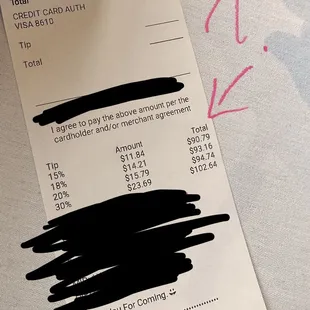 Total
CREDIT CARD AUTH
VISA 8610
Tip
Total
I agree to pay the above amount per the
cardholder and/or merchant agreement
Tip Amount Total
15% $11.84 $90.79
18% $14.21 $93.16
20% $15.79 $94.74
30% $23.69 $102.64
You For Coming.
?